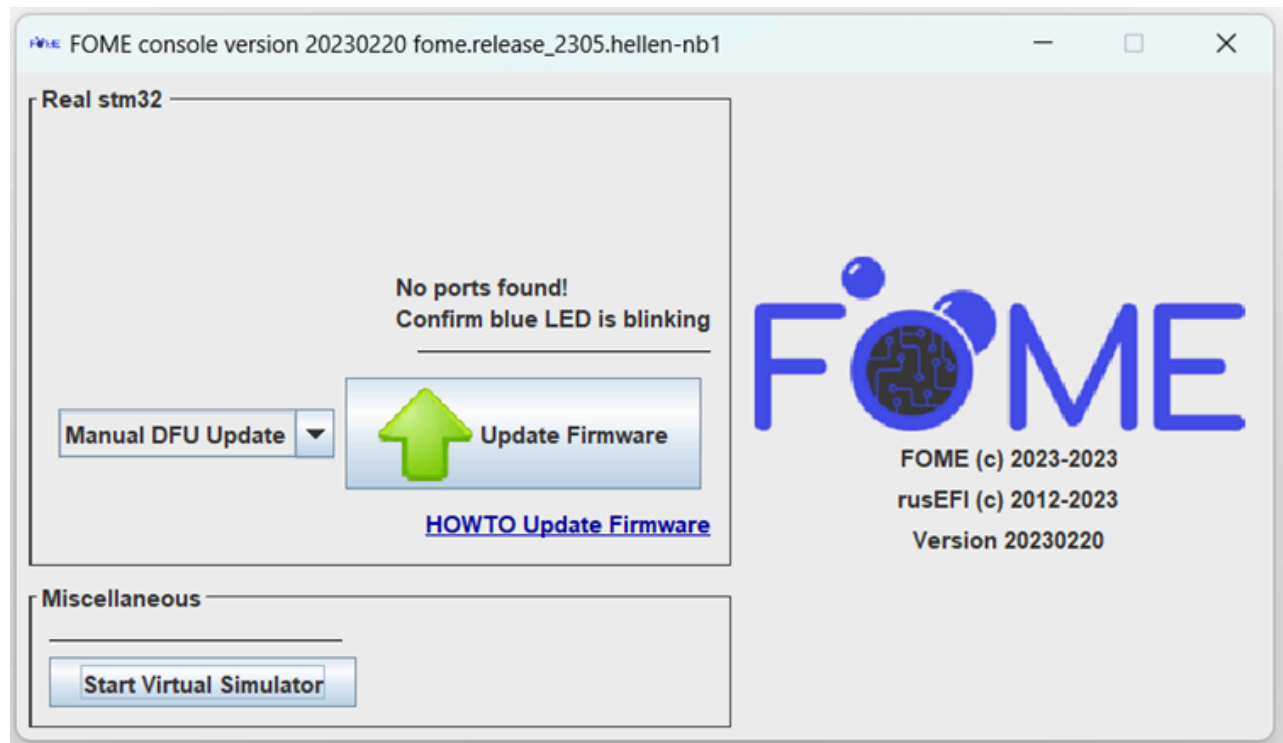 FOME FOME console version 20230220 fome.release_2305.hellen-nb1
Real stm32
No ports found!
Confirm blue LED is blinking
Manual DFU Update
Update Firmware
HOWTO Update Firmware
Miscellaneous
Start Virtual Simulator
FOME
FOME (c) 2023-2023
rusEFI (c) 2012-2023
Version 20230220